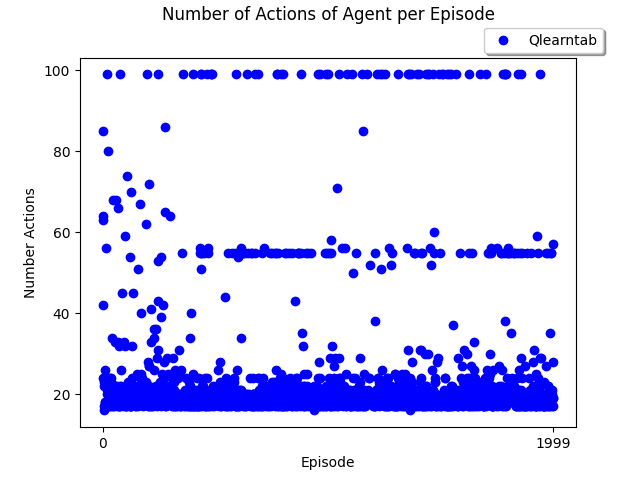 Number of Actions of Agent per Episode
Qlearntab
100
80
60
40
20
Number Actions
0
1999
Episode